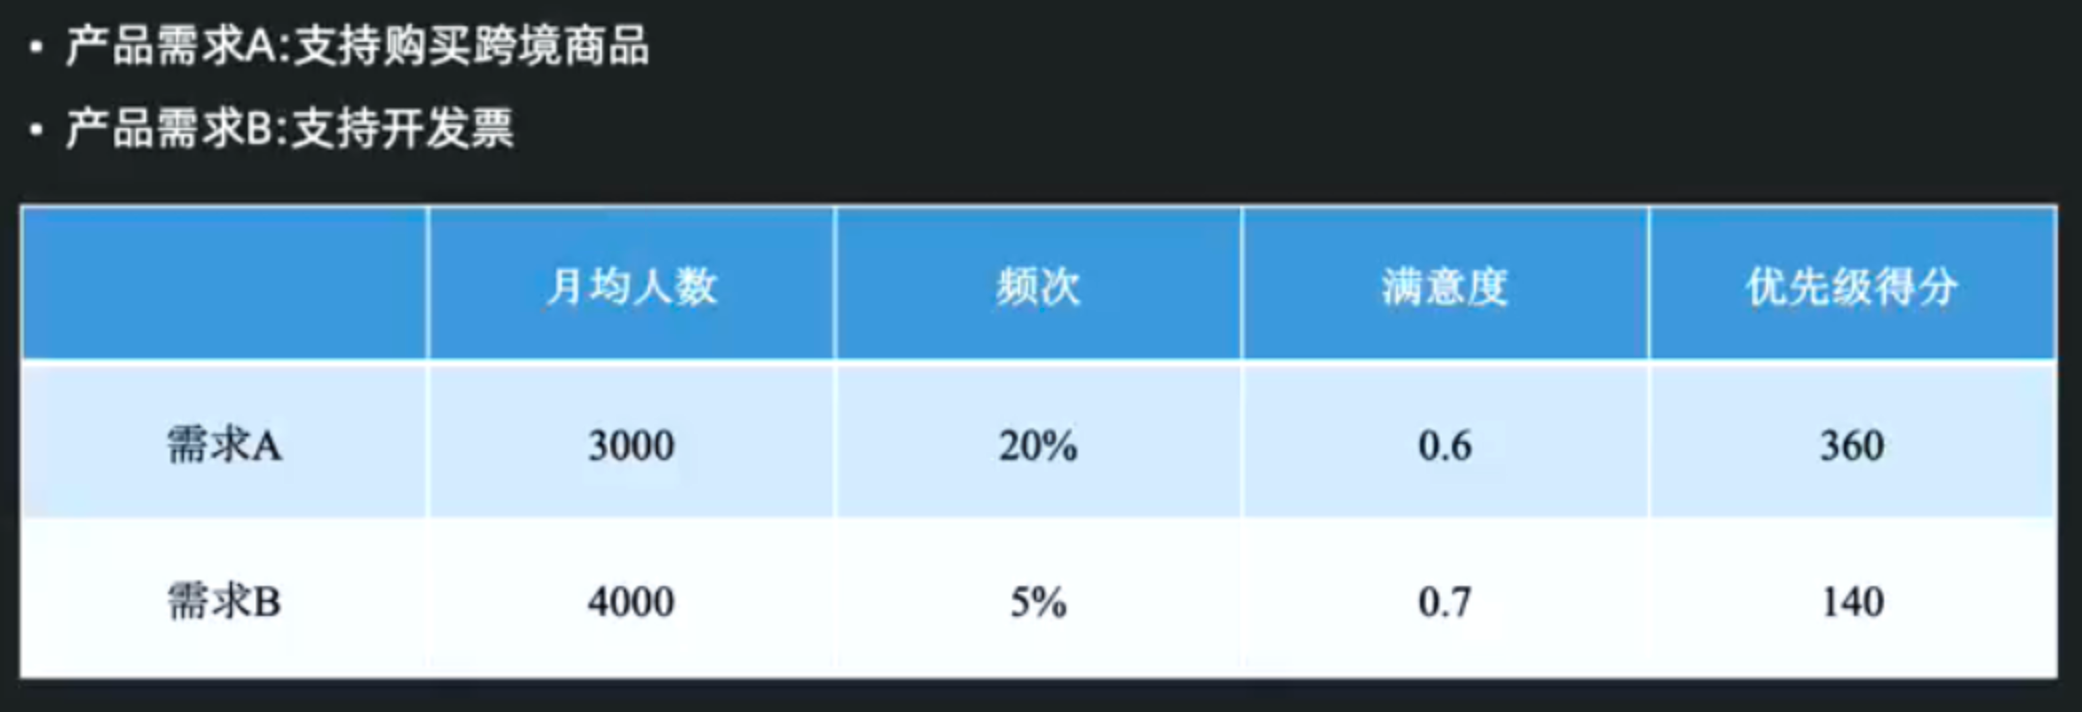 • 产品需求A:支持购买跨境商品
• 产品需求B:支持开发票
月均人数 频次 满意度 优先级得分
需求A 3000 20% 0.6 360
需求B 4000 5% 0.7 140